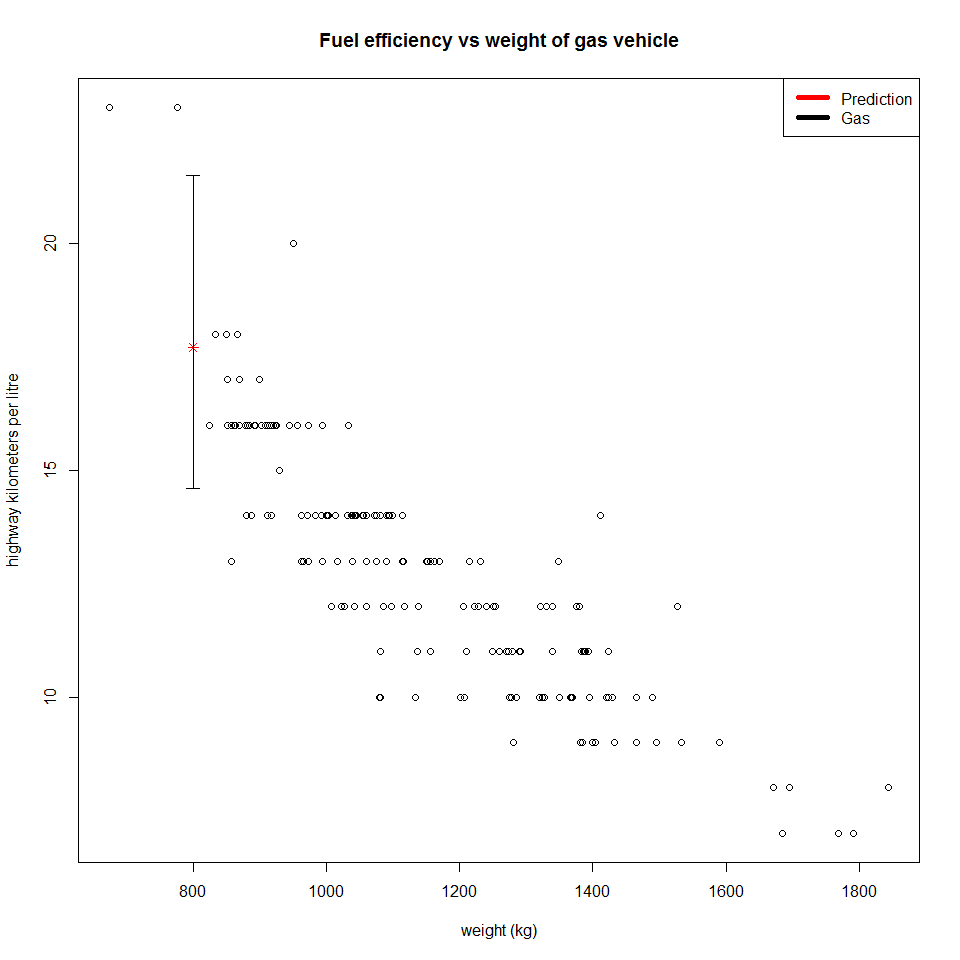 Fuel efficiency vs weight of gas vehicle
Prediction
Gas
highway kilometers per litre
20
15
10
800 1000 1200 1400 1600 1800
weight (kg)